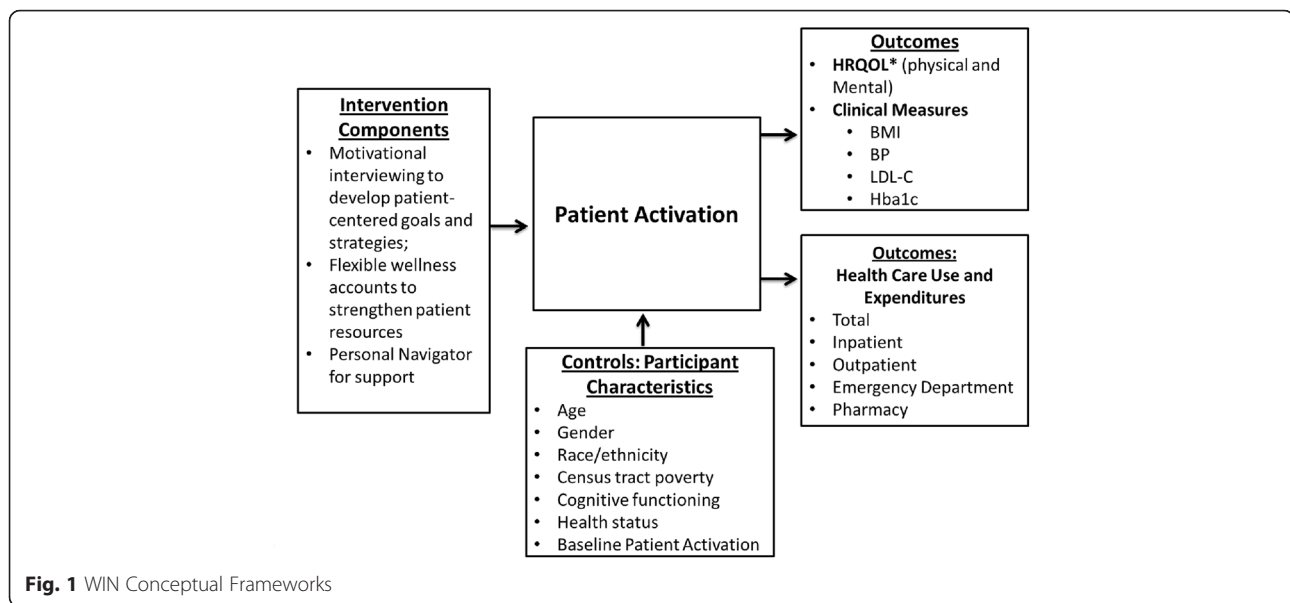 Intervention
Components
• Motivational
interviewing to
develop patient-
centered goals and
strategies;
• Flexible wellness
accounts to
strengthen patient
resources
• Personal Navigator
for support
Patient Activation
Controls: Participant
Characteristics
• Age
• Gender
• Race/ethnicity
• Census tract poverty
• Cognitive functioning
• Health status
• Baseline Patient Activation
Outcomes
• HRQOL* (physical and
Mental)
• Clinical Measures
• BMI
• BP
• LDL-C
• Hba1c
Outcomes:
Health Care Use and
Expenditures
• Total
• Inpatient
• Outpatient
• Emergency Department
• Pharmacy
Fig. 1 WIN Conceptual Frameworks